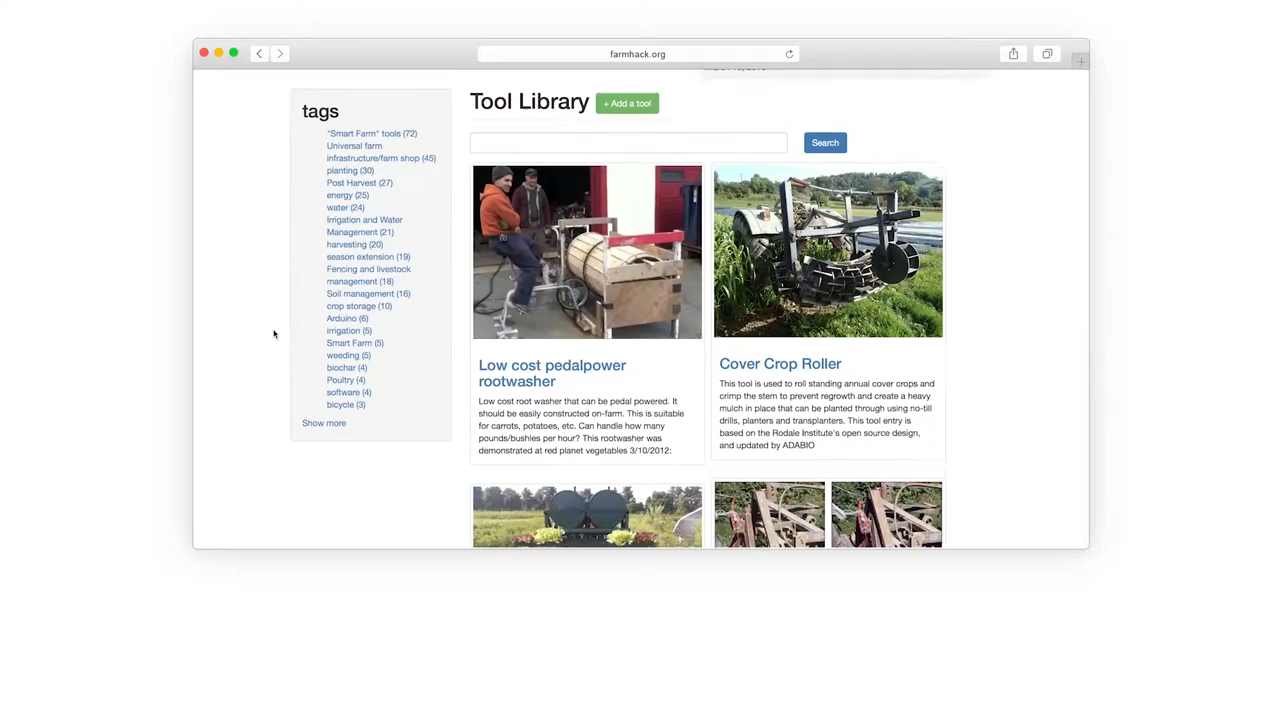 farmhack.org
tags
"Smart Farm" tools (72)
Universal farm
infrastructure/farm shop (45)
planting (30)
Post Harvest (27)
energy (25)
water (24)
Irrigation and Water
Management (21)
harvesting (20)
season extension (19)
Fencing and livestock
management (18)
Soil management (16)
crop storage (10)
Arduino (6)
irrigation (5)
Smart Farm (5)
weeding (5)
biochar (4)
Poultry (4)
software (4)
bicycle (3)
Show more
Tool Library
+ Add a tool
Search
Low cost pedalpower
rootwasher
Low cost root washer that can be pedal powered. It
should be easily constructed on-farm. This is suitable
for carrots, potatoes, etc. Can handle how many
pounds/bushles per hour? This rootwasher was
demonstrated at red planet vegetables 3/10/2012:
Cover Crop Roller
This tool is used to roll standing annual cover crops and
crimp the stem to prevent regrowth and create a heavy
mulch in place that can be planted through using no-till
drills, planters and transplanters. This tool entry is
based on the Rodale Institute's open source design,
and updated by ADABIO